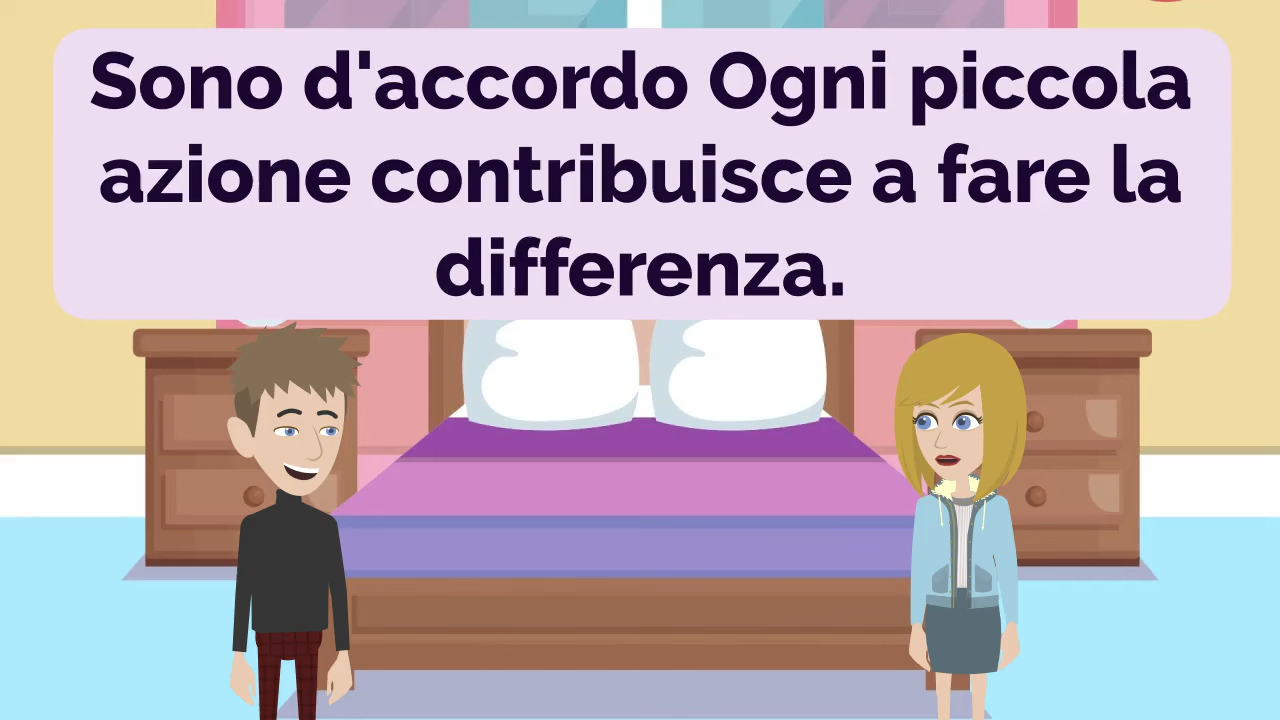 Sono d'accordo Ogni piccola
azione contribuisce a fare la
differenza.